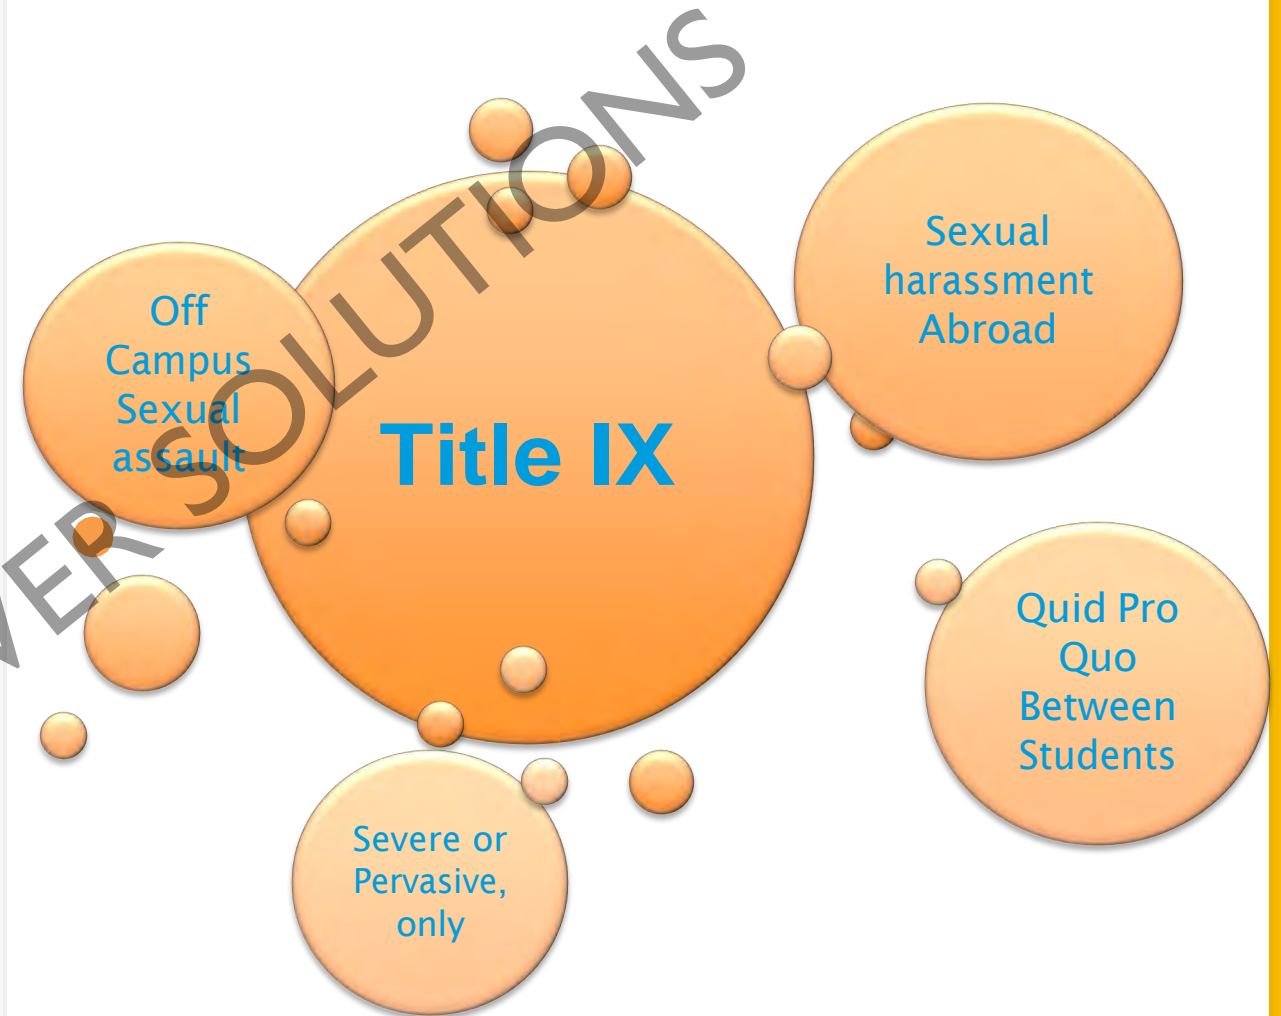 Off
Campus
Sexual
assault
Title IX
Sexual
harassment
Abroad
Quid Pro
Quo
Between
Students
Severe or
Pervasive,
only
SOLUTIONS